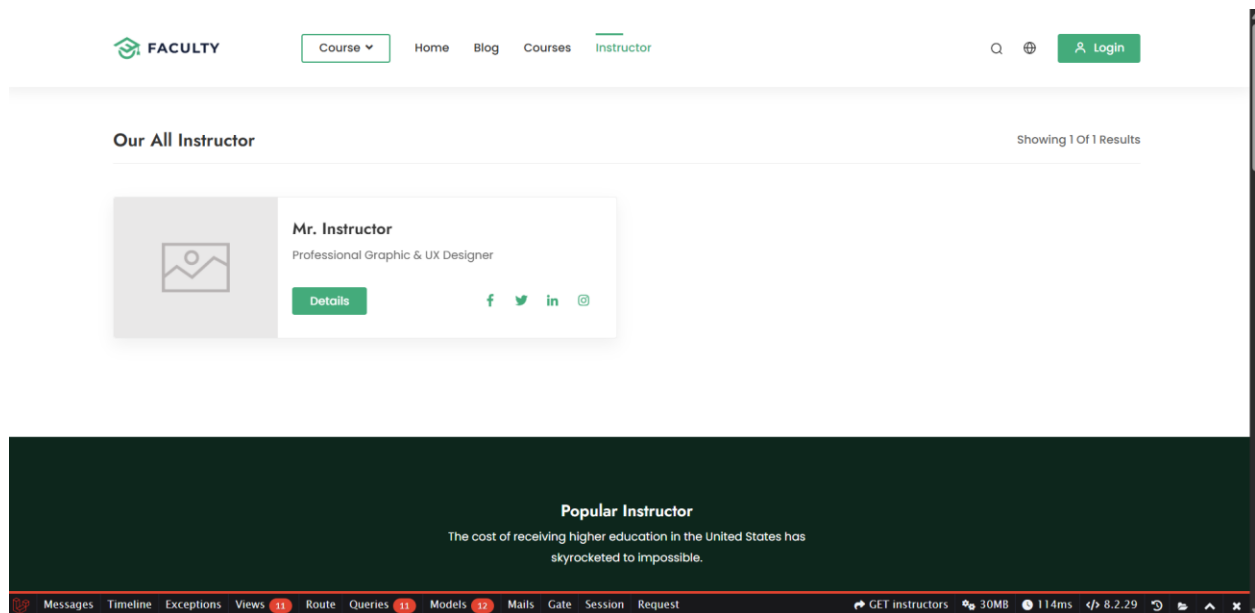 FACULTY Course Home Blog Courses Instructor Login
Our All Instructor Showing 1 Of 1 Results
Mr. Instructor
Professional Graphic & UX Designer
Details
Popular Instructor
The cost of receiving higher education in the United States has
skyrocketed to impossible.
Messages Timeline Exceptions Views 11 Route Queries 11 Models 12 Mails Gate Session Request GET instructors 30MB 114ms 8.2.29